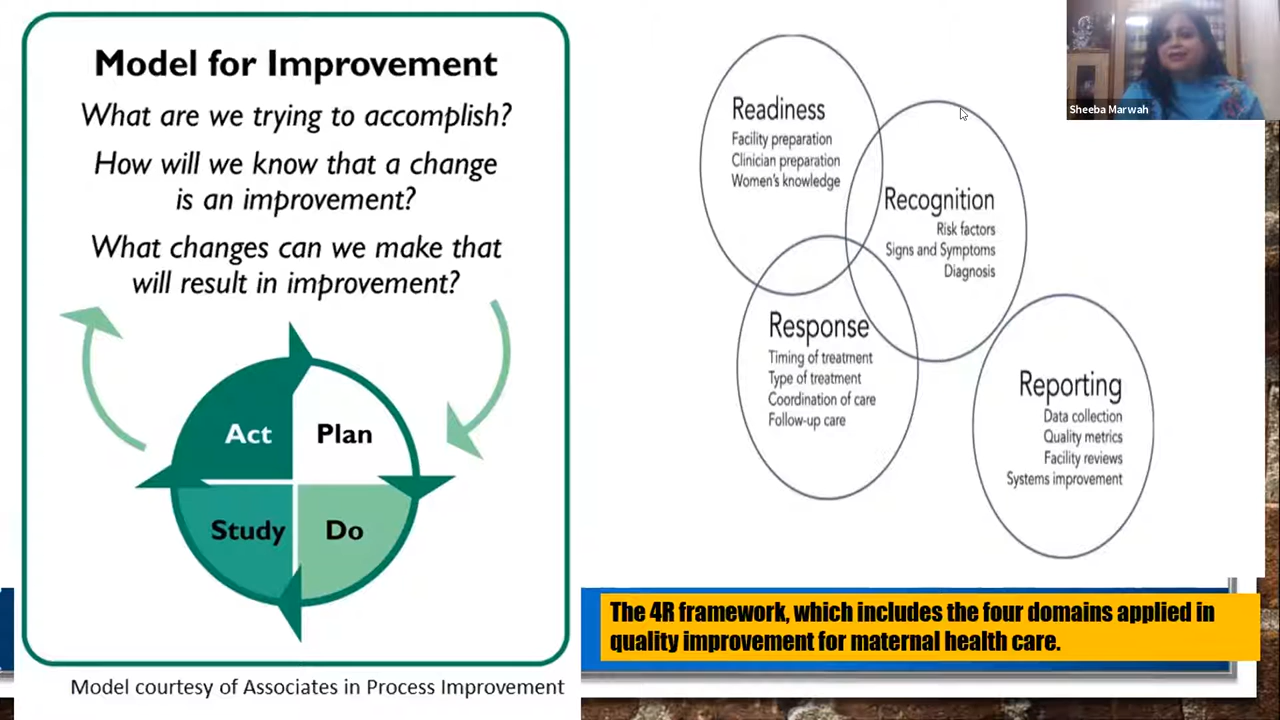 Model for Improvement
What are we trying to accomplish?
How will we know that a change
is an improvement?
What changes can we make that
will result in improvement?
Act
Plan
Study
Do
Model courtesy of Associates in Process Improvement
Readiness
Facility preparation
Clinician preparation
Women's knowledge
Recognition
Risk factors
Signs and Symptoms
Diagnosis
Response
Timing of treatment
Type of treatment
Coordination of care
Follow-up care
Reporting
Data collection
Quality metrics
Facility reviews
Systems improvement
The 4R framework, which includes the four domains applied in
quality improvement for maternal health care.
Sheeba Marwah